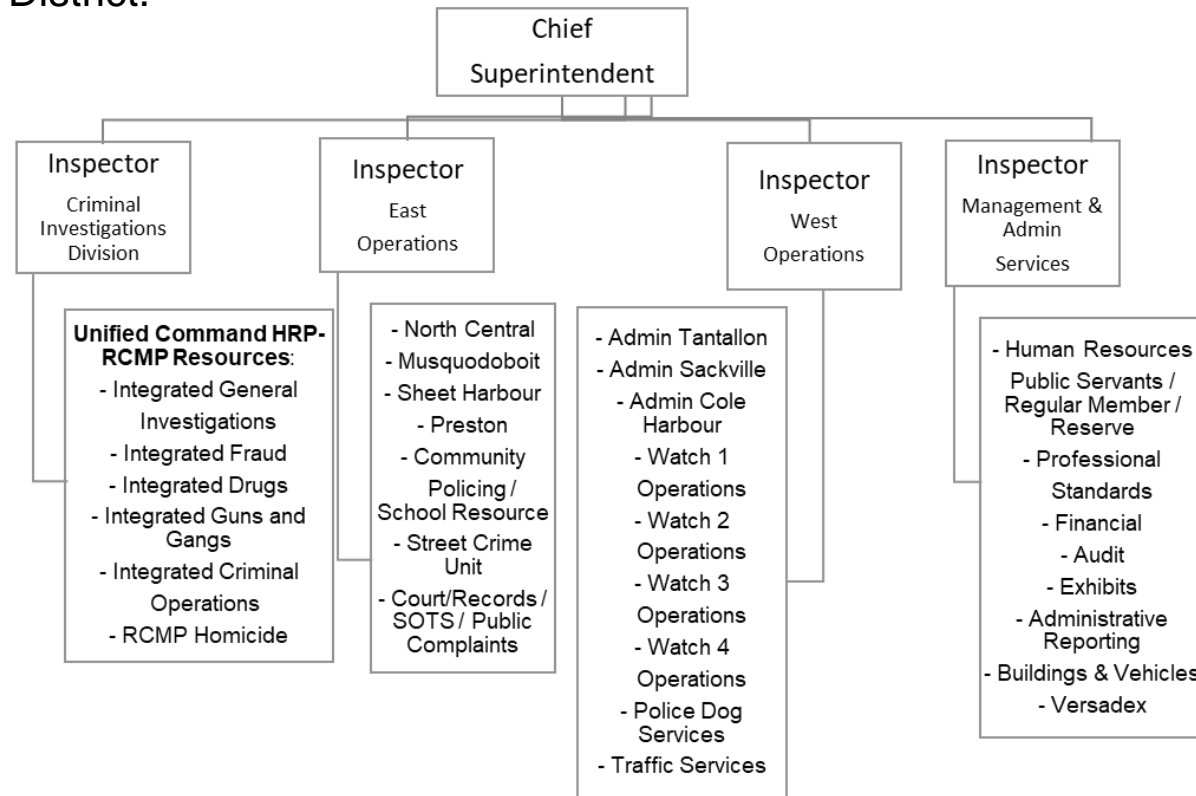 District.
Chief
Superintendent
Inspector
Criminal
Investigations
Division
Inspector
East
Operations
Inspector
West
Operations
Inspector
Management &
Admin
Services
Unified Command HRP-
RCMP Resources:
- Integrated General
Investigations
- Integrated Fraud
- Integrated Drugs
- Integrated Guns and
Gangs
- Integrated Criminal
Operations
- RCMP Homicide
- North Central
- Musquodoboit
- Sheet Harbour
- Preston
- Community
Policing /
School Resource
- Street Crime
Unit
- Court/Records /
SOTS / Public
Complaints
- Admin Tantallon
- Admin Sackville
- Admin Cole
Harbour
- Watch 1
Operations
- Watch 2
Operations
- Watch 3
Operations
- Watch 4
Operations
- Police Dog
Services
- Traffic Services
- Human Resources
Public Servants /
Regular Member /
Reserve
- Professional
Standards
- Financial
- Audit
- Exhibits
- Administrative
Reporting
- Buildings & Vehicles
- Versadex